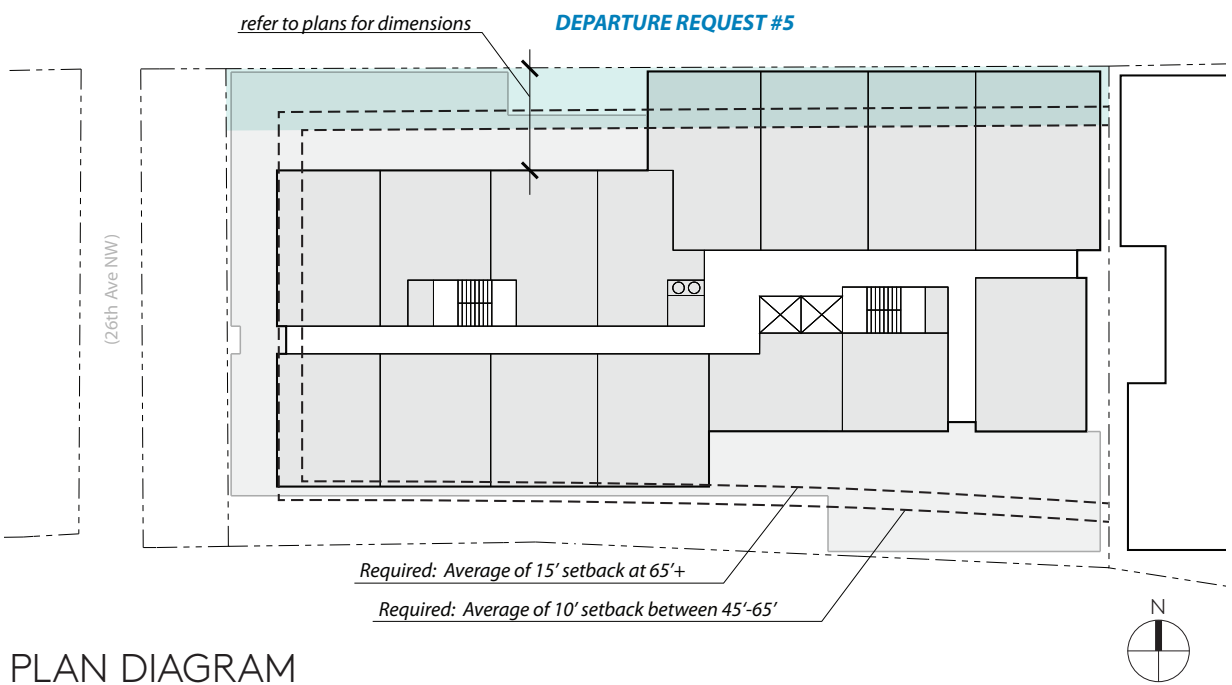 refer to plans for dimensions
DEPARTURE REQUEST #5
(26th Ave NW)
Required: Average of 15' setback at 65'+
Required: Average of 10' setback between 45'-65'
N
PLAN DIAGRAM